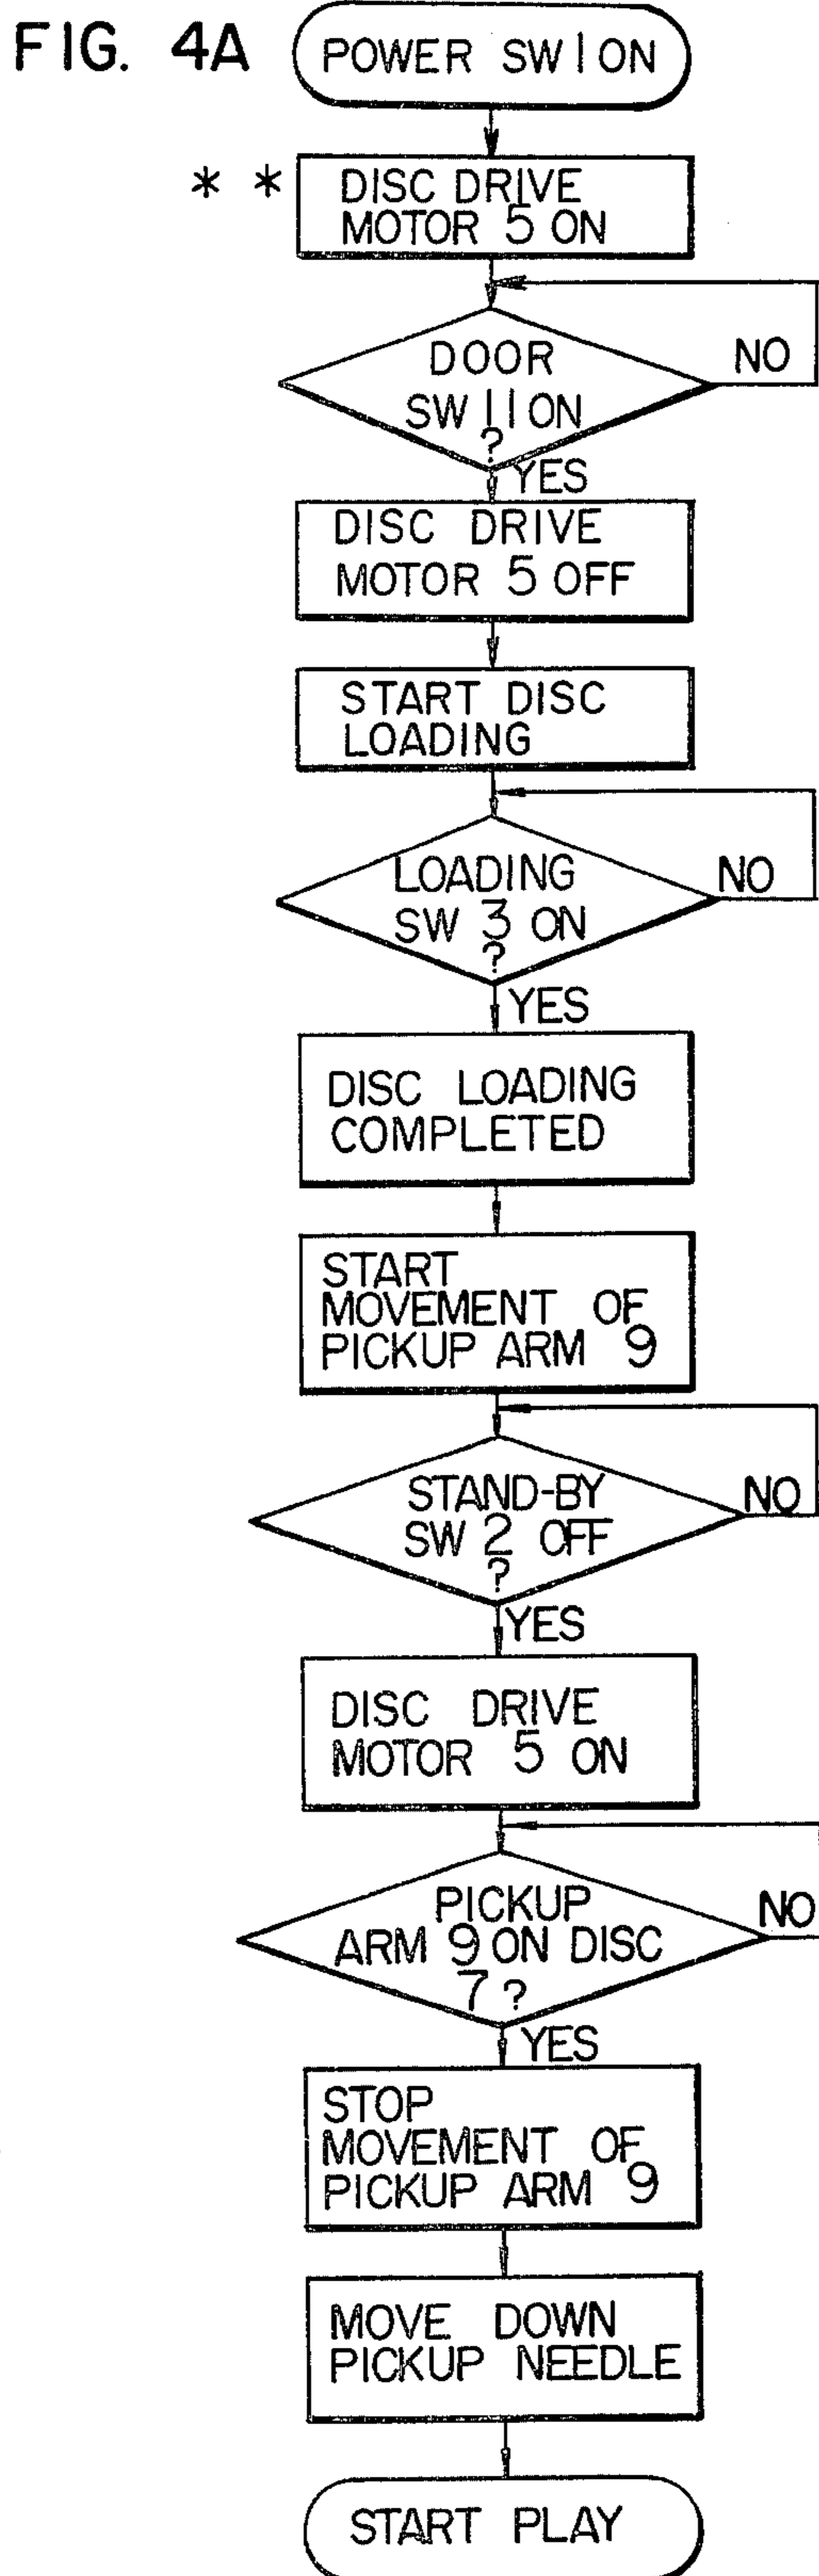 FIG. 4A
POWER SW 1 ON
* *
DISC DRIVE
MOTOR 5 ON
DOOR
SW 11 ON
?
NO
YES
DISC DRIVE
MOTOR 5 OFF
START DISC
LOADING
LOADING
SW 3 ON
?
NO
YES
DISC LOADING
COMPLETED
START
MOVEMENT OF
PICKUP ARM 9
STAND-BY
SW 2 OFF
?
NO
YES
DISC DRIVE
MOTOR 5 ON
PICKUP
ARM 9 ON DISC
7 ?
NO
YES
STOP
MOVEMENT OF
PICKUP ARM 9
MOVE DOWN
PICKUP NEEDLE
START PLAY